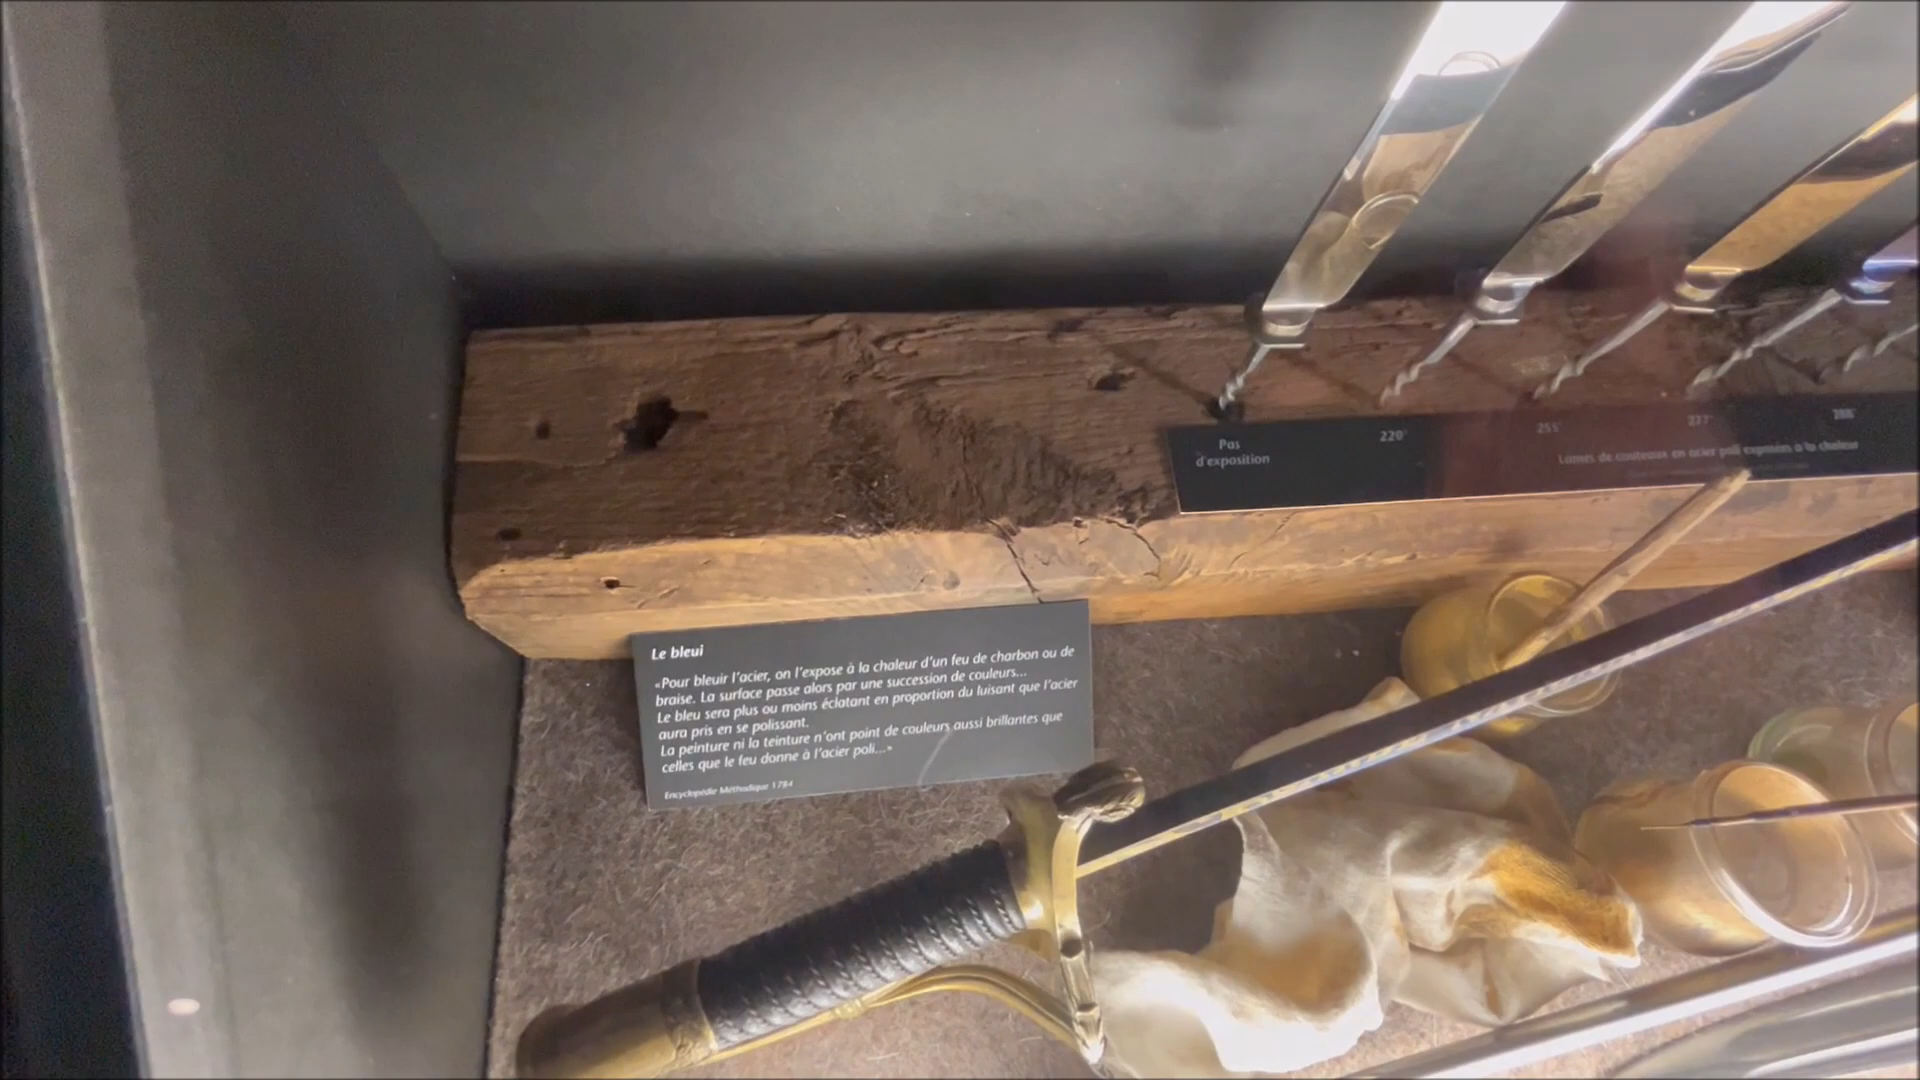 Pas
d'exposition
220°
255°
277°
288°
Lames de couteaux en acier poli exposées à la chaleur
Le bleui
«Pour bleuir l'acier, on l'expose à la chaleur d'un feu de charbon ou de
braise. La surface passe alors par une succession de couleurs...
Le bleu sera plus ou moins éclatant en proportion du luisant que l'acier
aura pris en se polissant.
La peinture ni la teinture n'ont point de couleurs aussi brillantes que
celles que le feu donne à l'acier poli...»
Encyclopédie Méthodique 1784